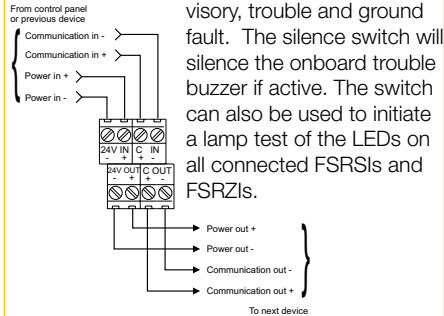 From control panel
or previous device
Communication in -
Communication in +
Power in +
Power in -
24V IN C IN
- + + -
24V OUT C OUT
- + + -
Power out +
Power out -
Communication out -
Communication out +
To next device
visory, trouble and ground
fault. The silence switch will
silence the onboard trouble
buzzer if active. The switch
can also be used to initiate
a lamp test of the LEDs on
all connected FSRSIs and
FSRZIs.